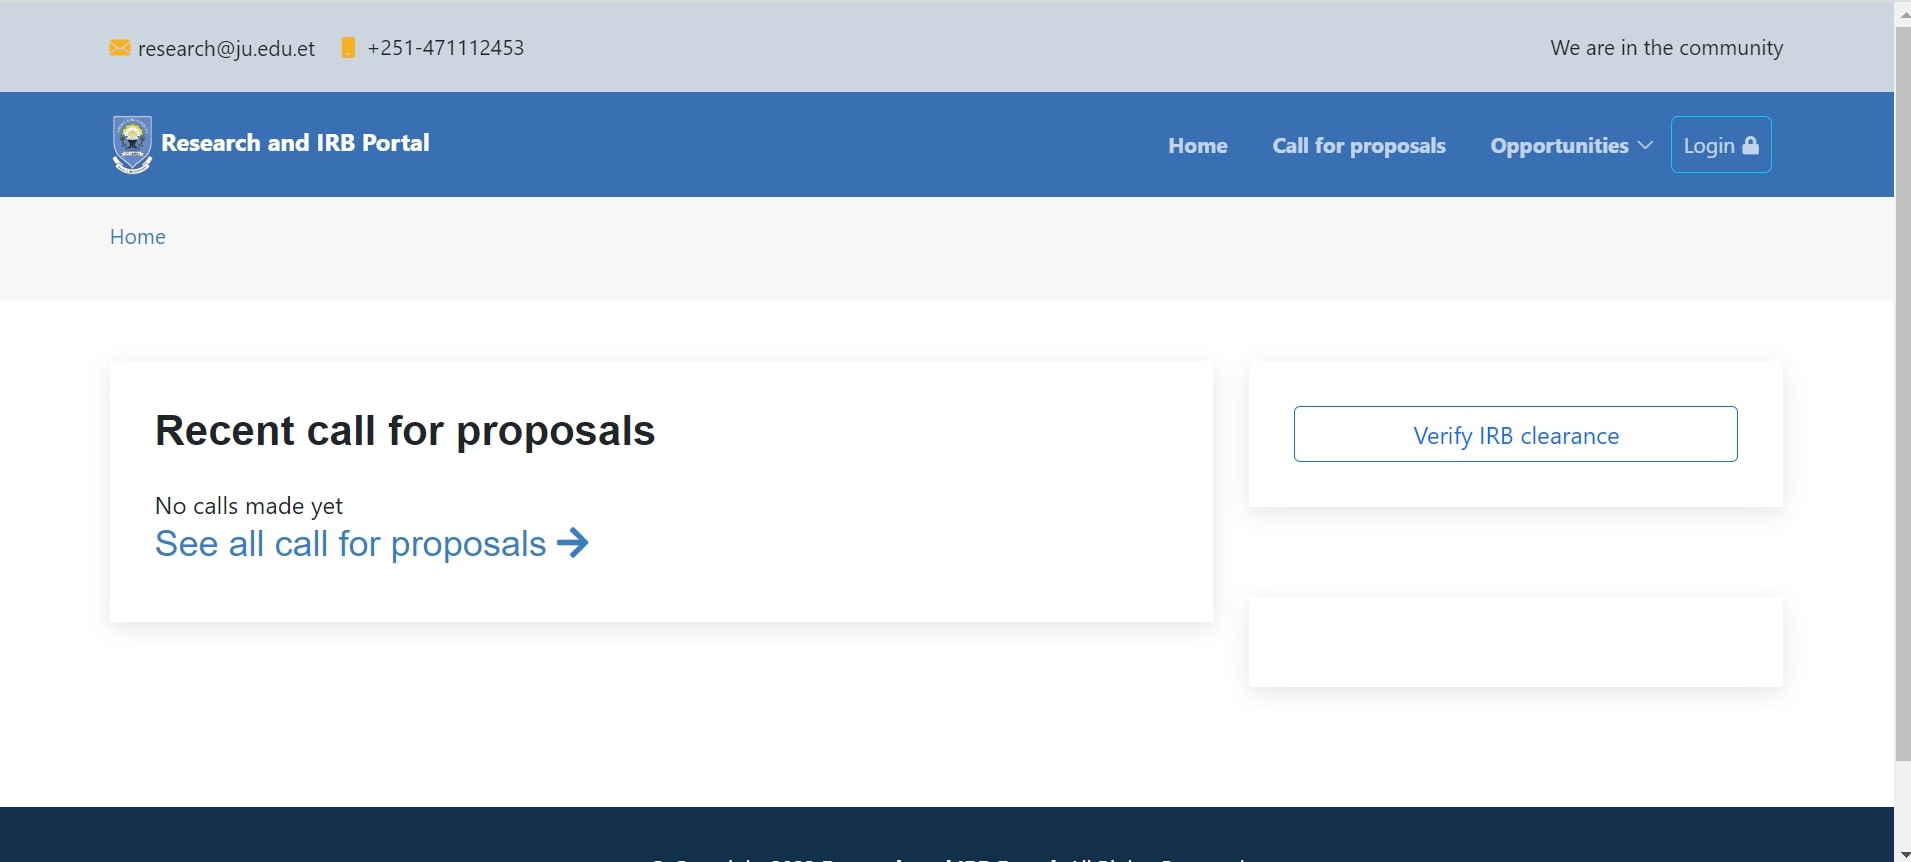 research@ju.edu.et +251-471112453 We are in the community
Research and IRB Portal Home Call for proposals Opportunities Login
Home
Recent call for proposals
Verify IRB clearance
No calls made yet
See all call for proposals